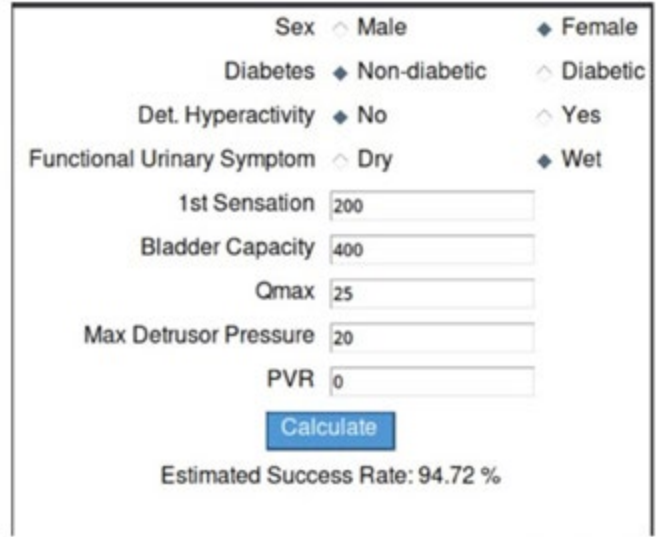 Sex Male Female
Diabetes Non-diabetic Diabetic
Det. Hyperactivity No Yes
Functional Urinary Symptom Dry Wet
1st Sensation 200
Bladder Capacity 400
Qmax 25
Max Detrusor Pressure 20
PVR 0
Calculate
Estimated Success Rate: 94.72 %